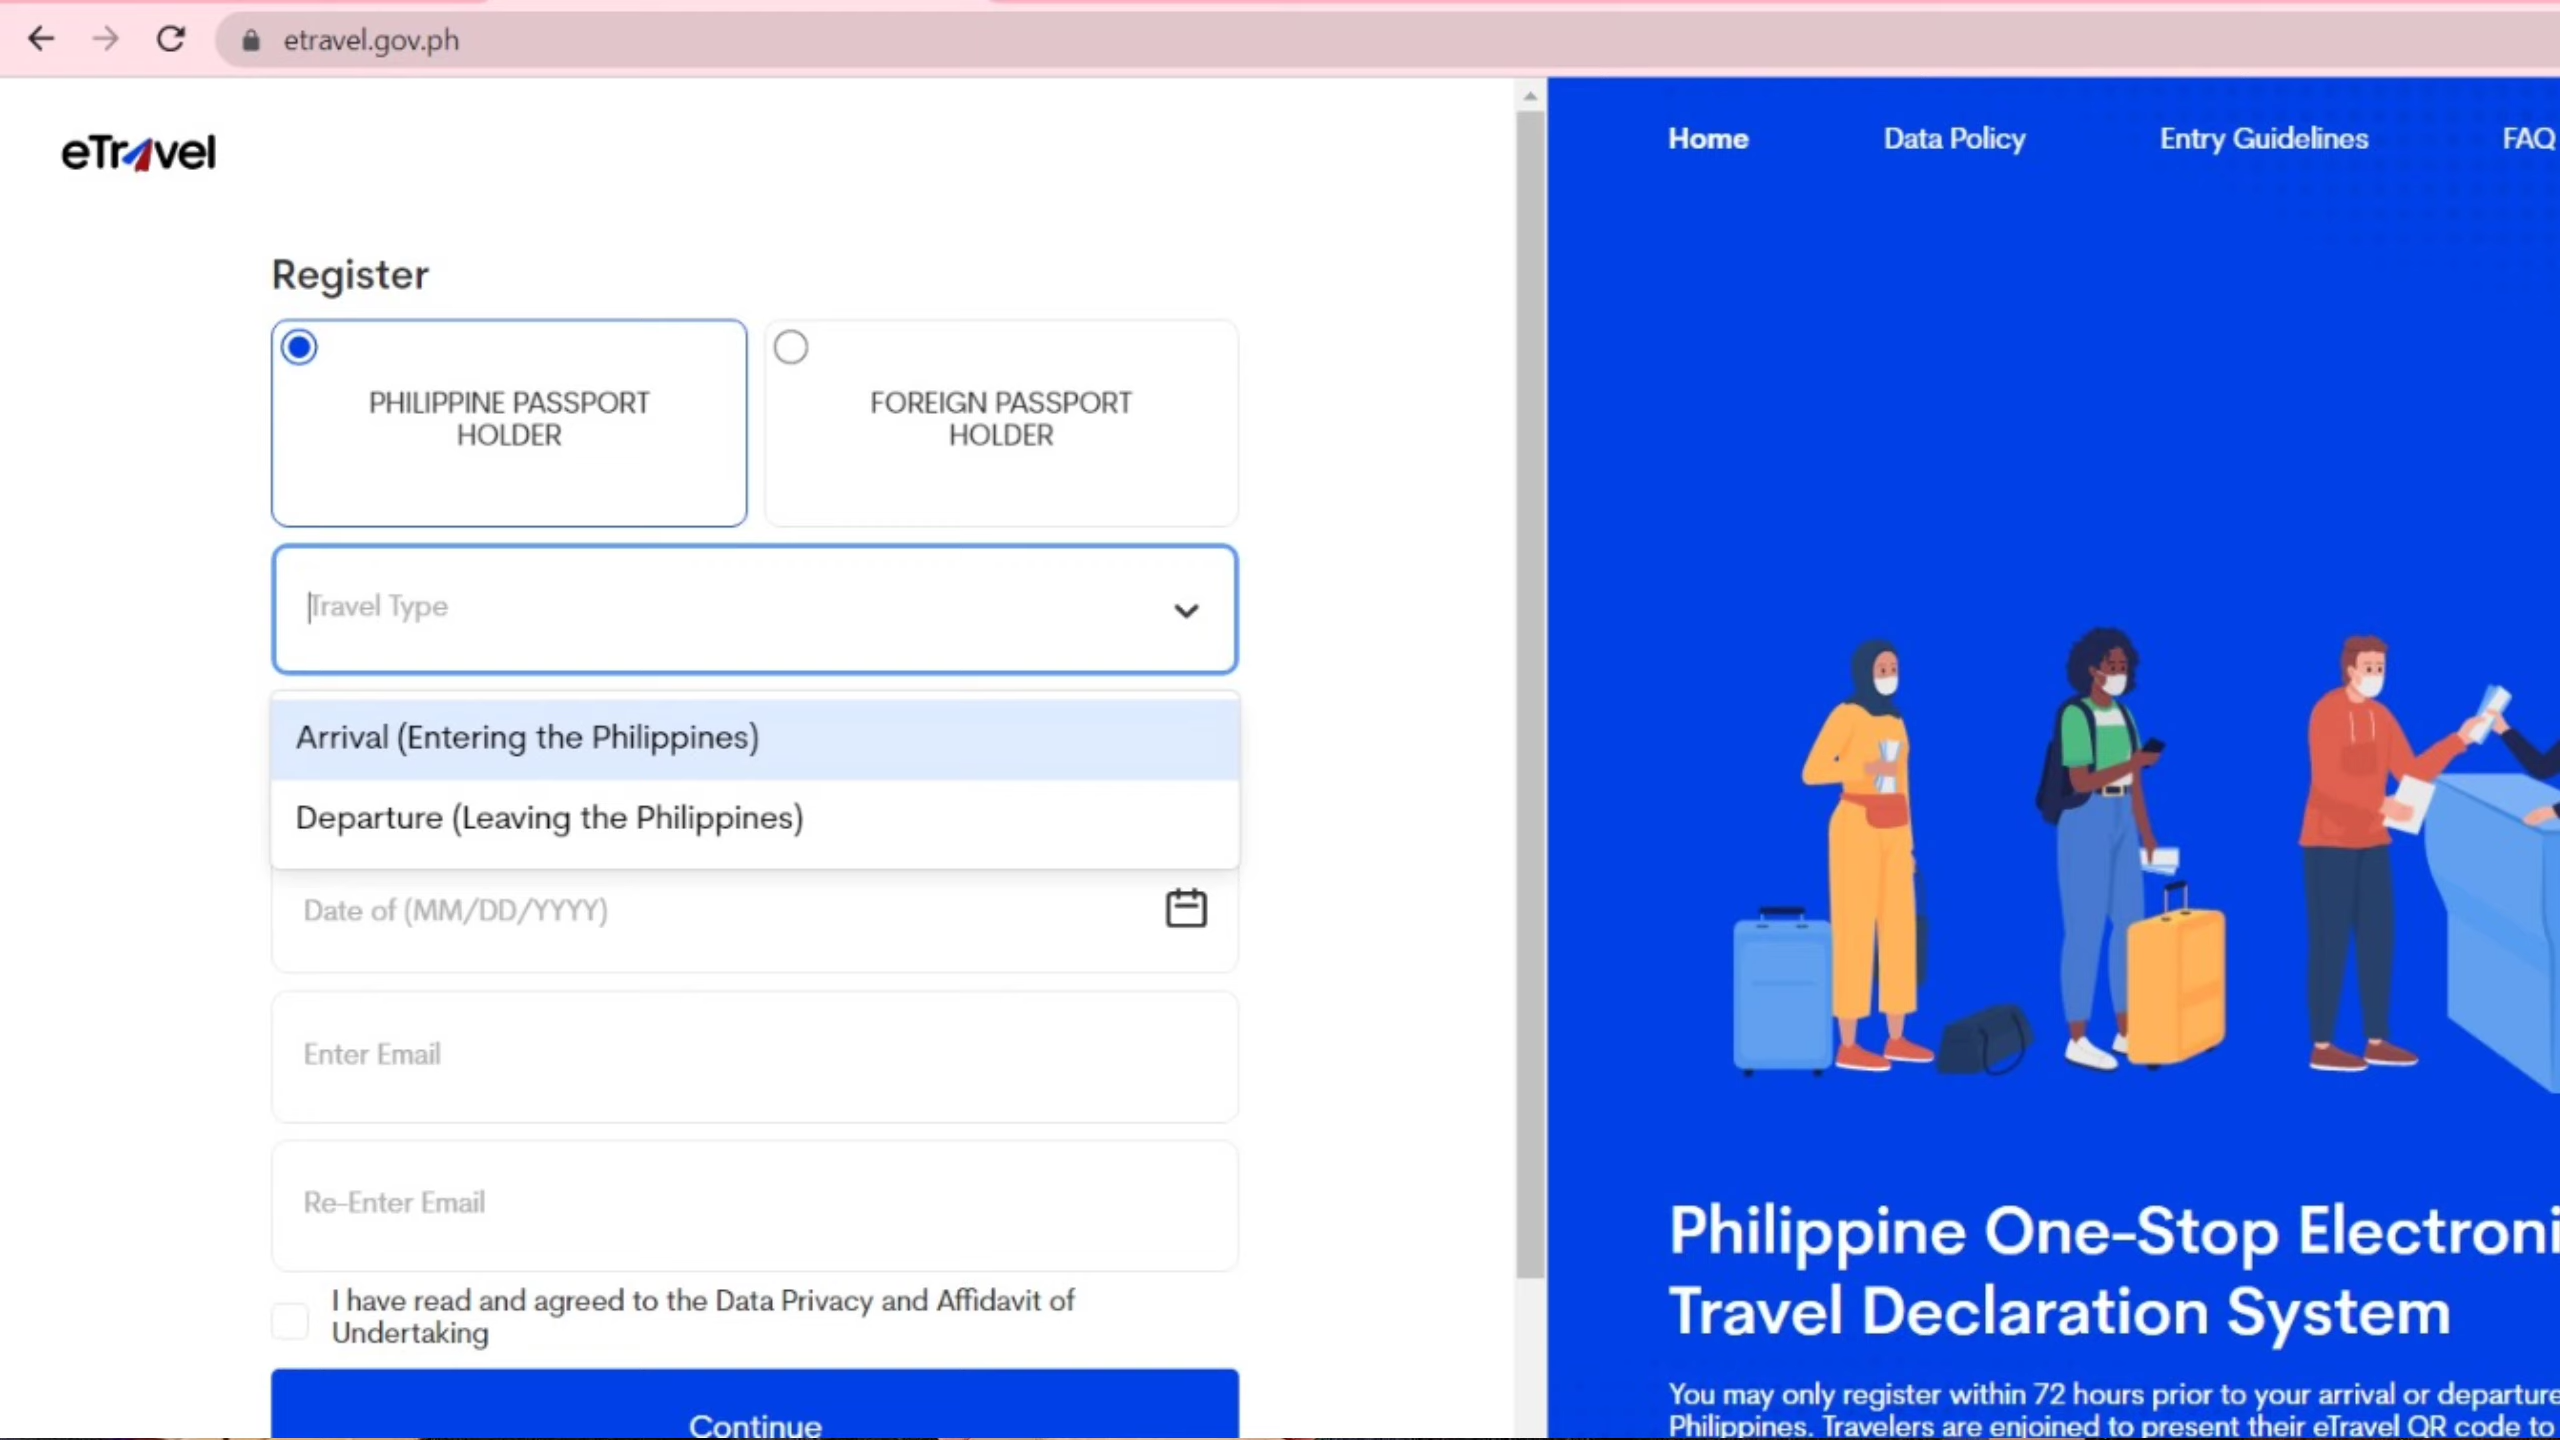 etravel.gov.ph
eTravel
Home
Data Policy
Entry Guidelines
FAQ
Register
PHILIPPINE PASSPORT
HOLDER
FOREIGN PASSPORT
HOLDER
Travel Type
Arrival (Entering the Philippines)
Departure (Leaving the Philippines)
Date of (MM/DD/YYYY)
Enter Email
Re-Enter Email
I have read and agreed to the Data Privacy and Affidavit of
Undertaking
Continue
Philippine One-Stop Electroni
Travel Declaration System
You may only register within 72 hours prior to your arrival or departure
Philippines. Travelers are enjoined to present their eTravel QR code to